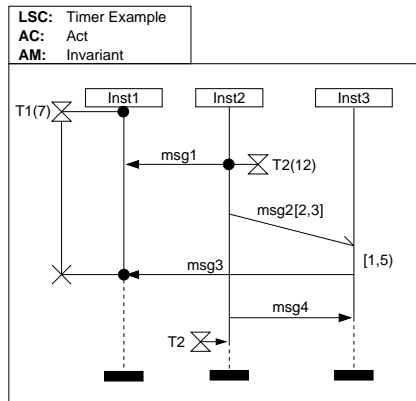 LSC: Timer Example
AC: Act
AM: Invariant
Inst1 Inst2 Inst3
T1(7)
msg1
T2(12)
msg2[2,3]
msg3 [1,5)
msg4
T2